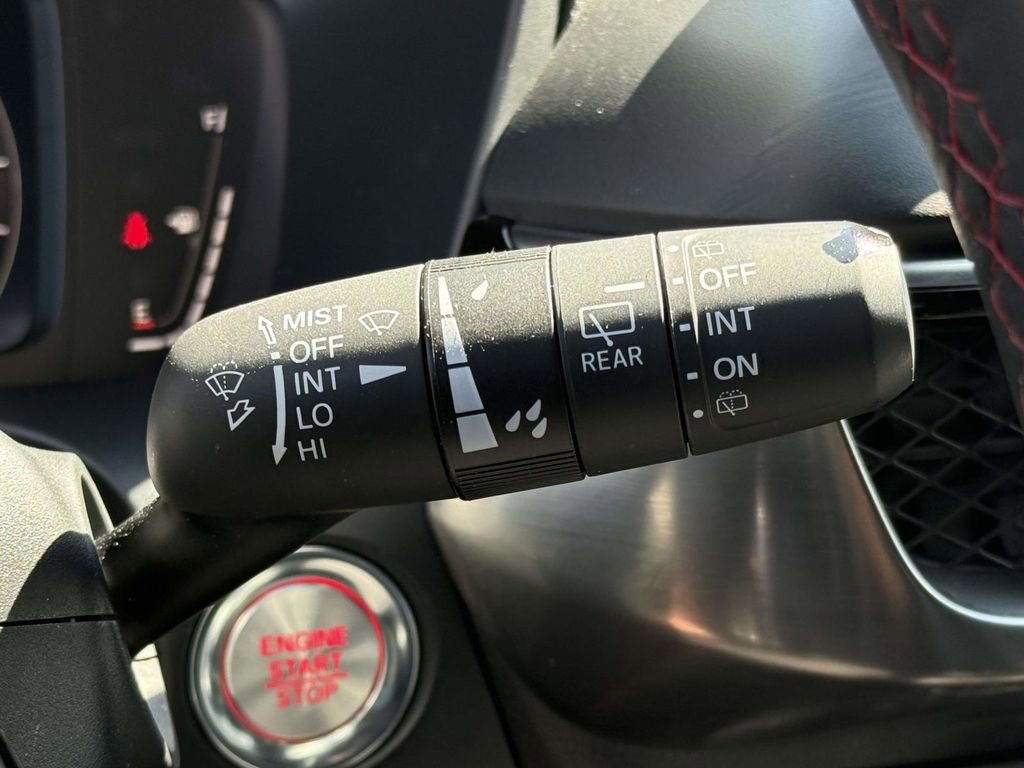 H
E
MIST
OFF
INT
LO
HI
REAR
OFF
INT
ON
ENGINE
START
STOP